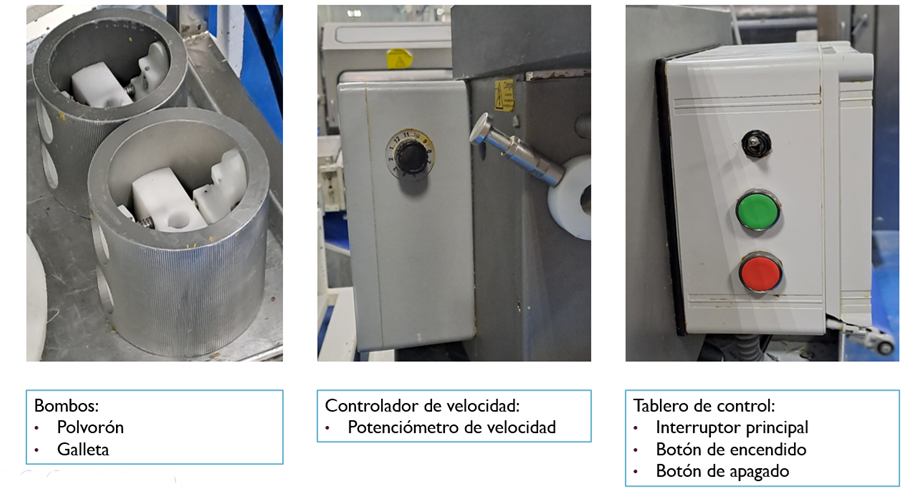 Bombos:
• Polvorón
• Galleta
Controlador de velocidad:
• Potenciómetro de velocidad
Tablero de control:
• Interruptor principal
• Botón de encendido
• Botón de apagado